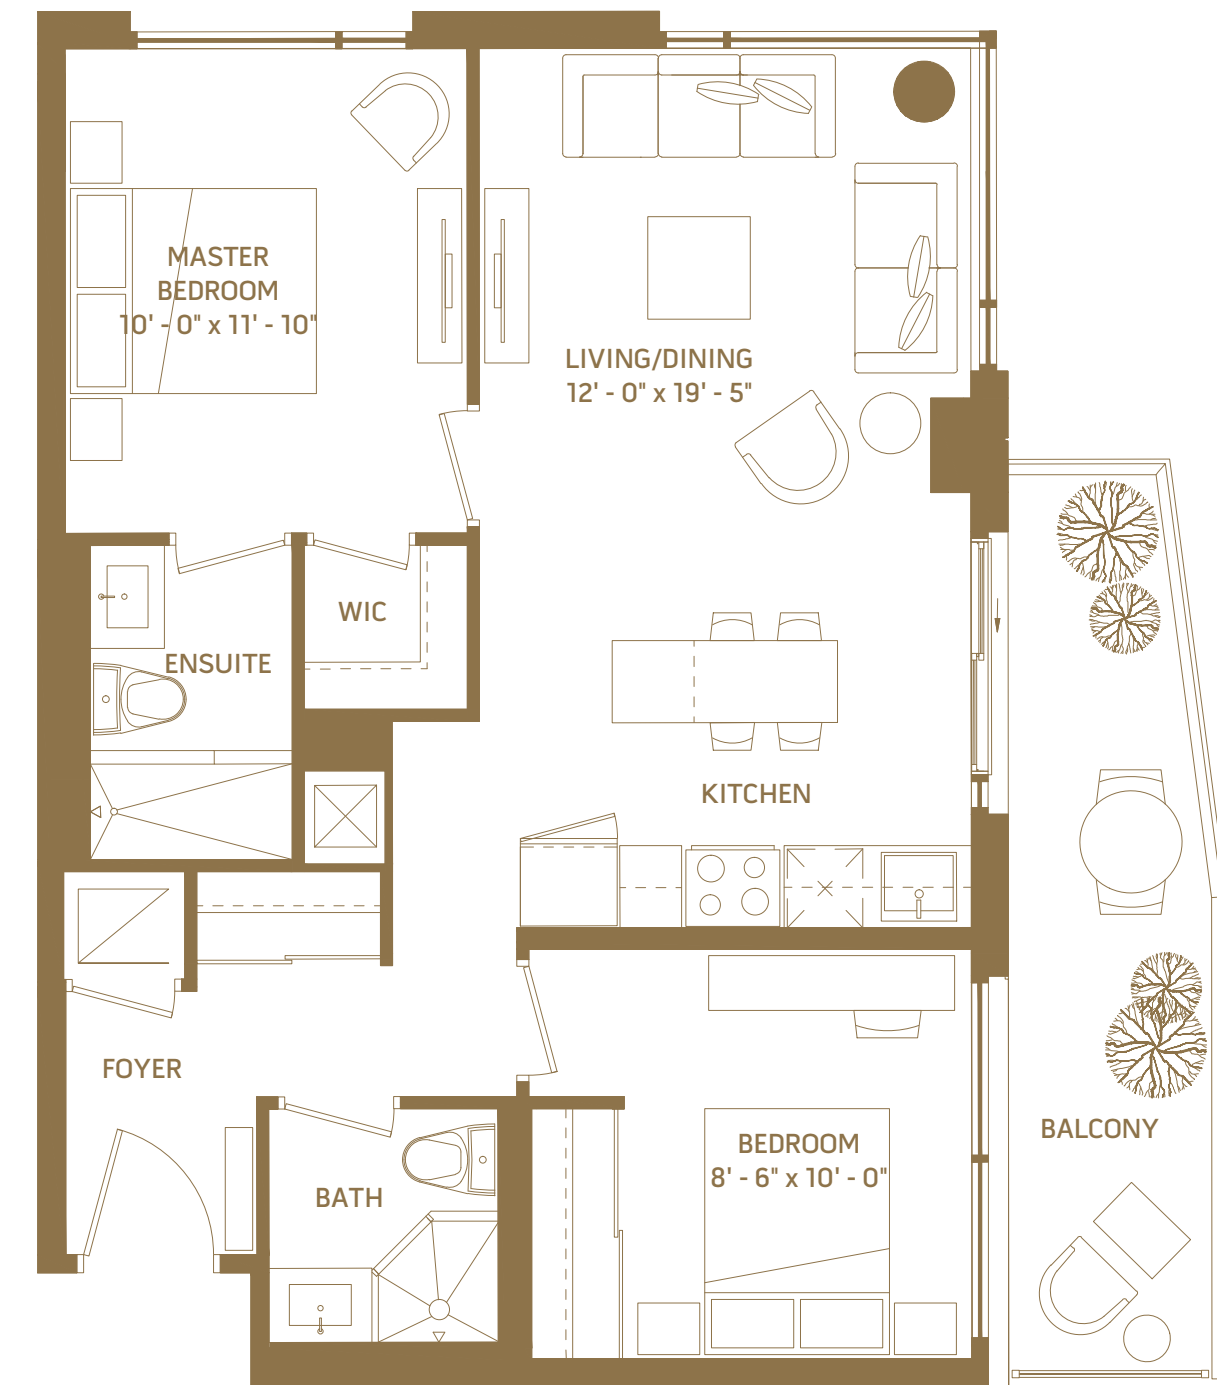 MASTER
BEDROOM
10' - 0" x 11' - 10"
LIVING/DINING
12' - 0" x 19' - 5"
WIC
ENSUITE
KITCHEN
FOYER
BALCONY
BEDROOM
8' - 6" x 10' - 0"
BATH